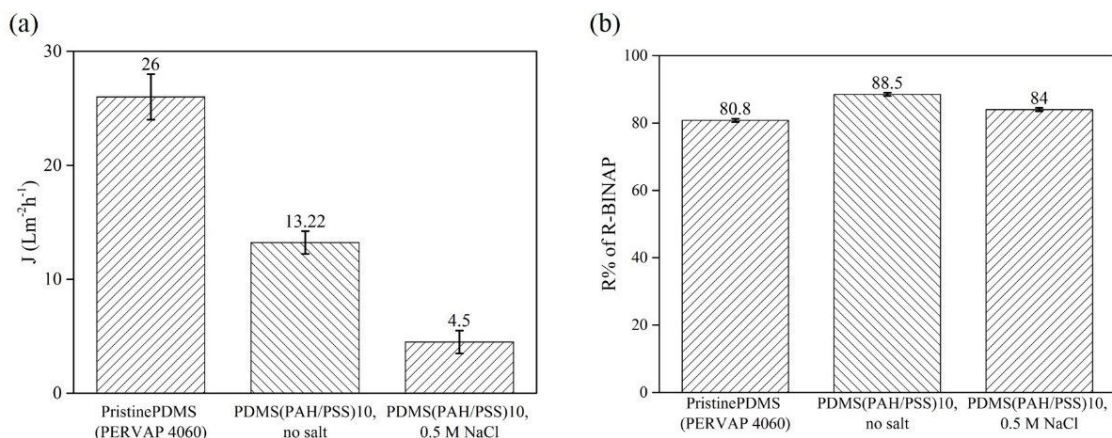 (a)
30
26
20
13.22
10
4.5
0
J (Lm⁻²h⁻¹)
PristinePDMS
(PERVAP 4060)
PDMS(PAH/PSS)10,
no salt
PDMS(PAH/PSS)10,
0.5 M NaCl
(b)
100
88.5
84
80.8
80
60
40
20
0
R% of R-BINAP
PristinePDMS
(PERVAP 4060)
PDMS(PAH/PSS)10,
no salt
PDMS(PAH/PSS)10,
0.5 M NaCl